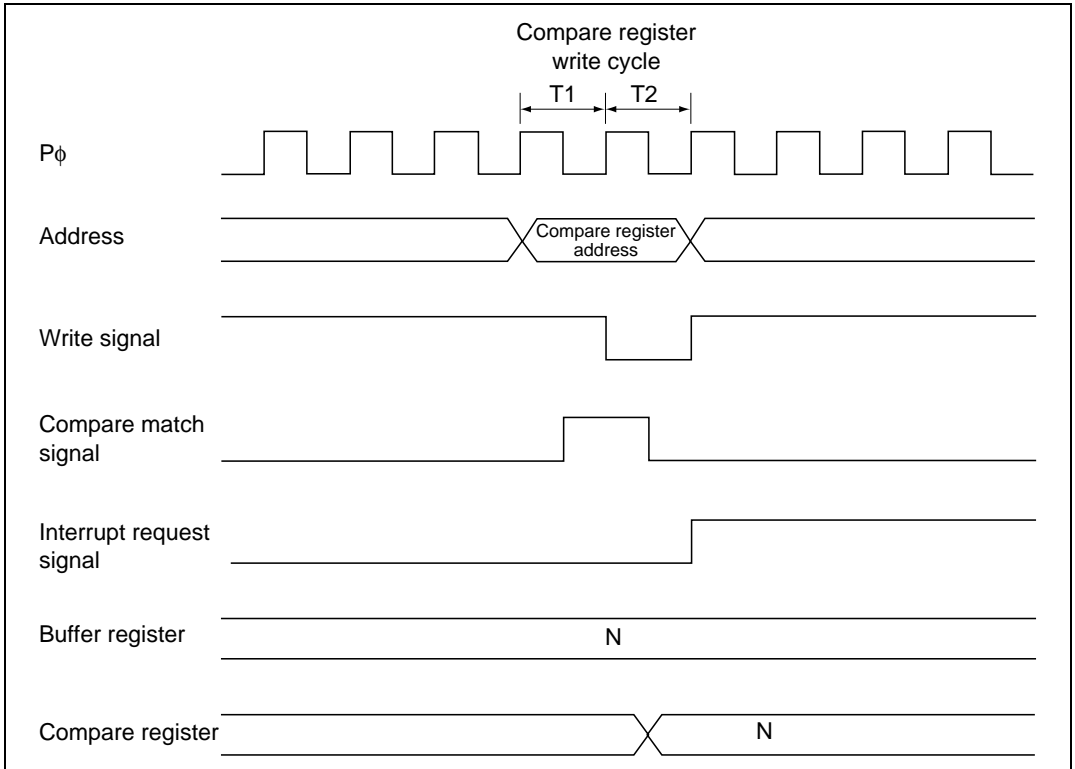 Compare register
write cycle
T1 T2
Pϕ
Address
Compare register
address
Write signal
Compare match
signal
Interrupt request
signal
Buffer register
N
Compare register
N